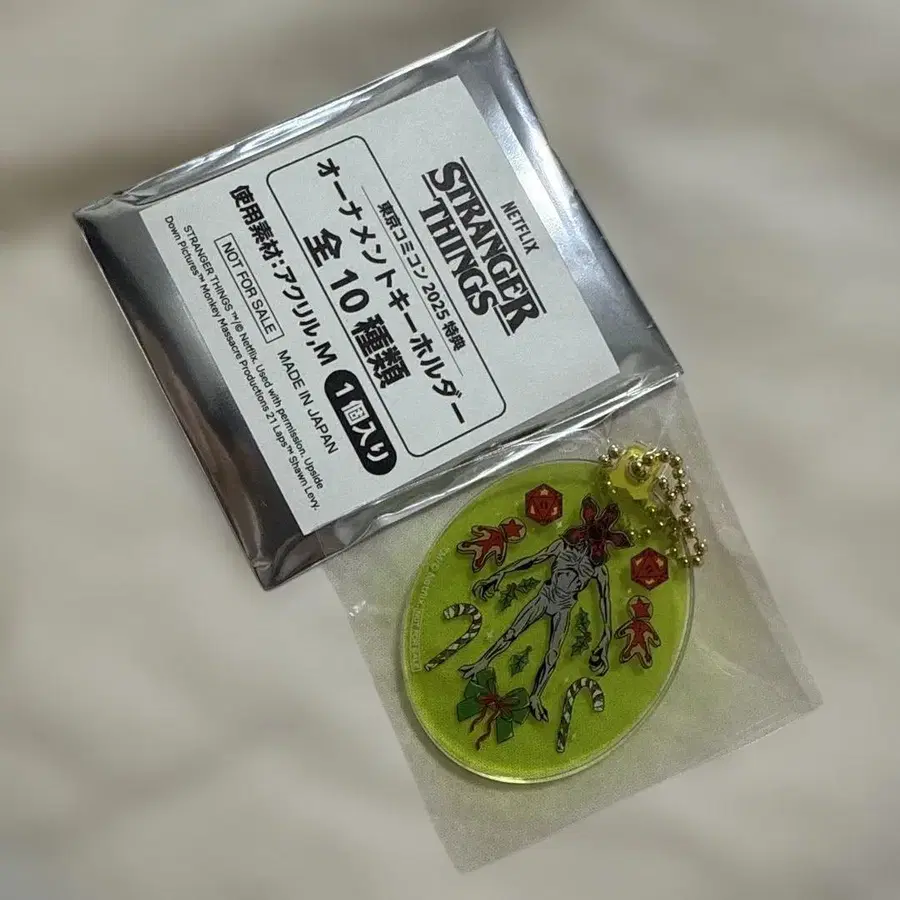 NETFLIX
STRANGER
THINGS
東京コミコン 2025 特典
オーナメントキーホルダー
全 10 種類
使用素材：アクリル,M
1個入り
NOT FOR SALE
MADE IN JAPAN
STRANGER THINGS ™/© Netflix. Used with permission. Upside
Down Pictures™ Monkey Massacre Productions 21 Laps™ Shawn Levy.